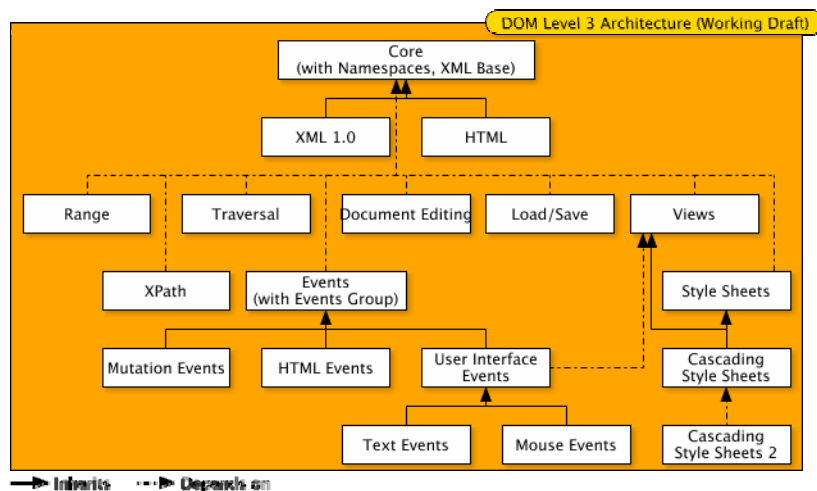 DOM Level 3 Architecture (Working Draft)
Core
(with Namespaces, XML Base)
XML 1.0
HTML
Range
Traversal
Document Editing
Load/Save
Views
XPath
Events
(with Events Group)
Style Sheets
Mutation Events
HTML Events
User Interface
Events
Cascading
Style Sheets
Text Events
Mouse Events
Cascading
Style Sheets 2
Inherits
Depends on